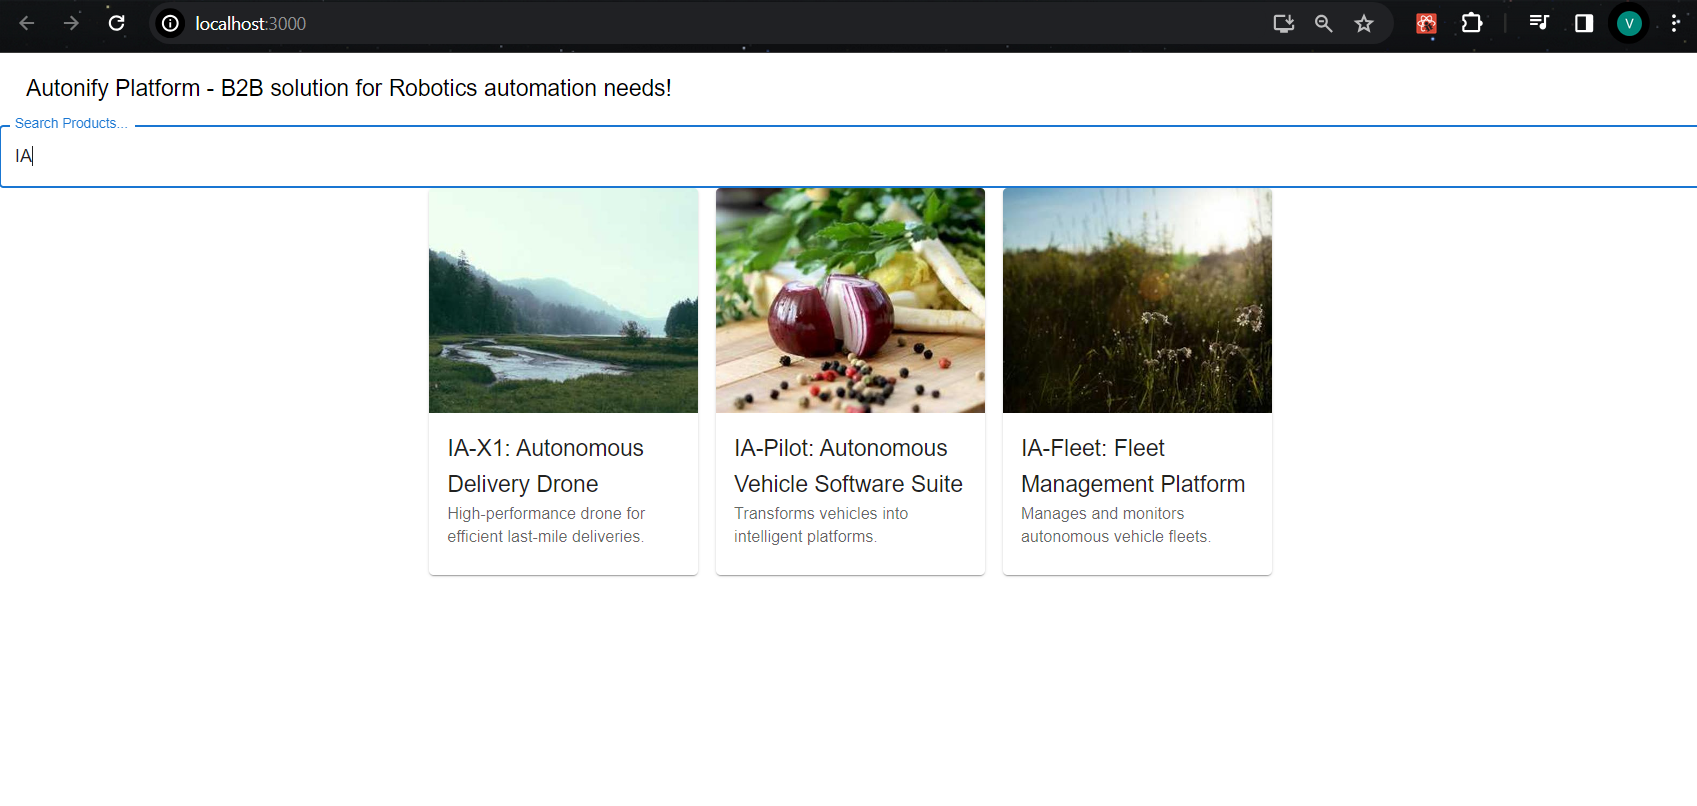 localhost:3000
V
Autonify Platform - B2B solution for Robotics automation needs!
Search Products...
IA
IA-X1: Autonomous
Delivery Drone
High-performance drone for
efficient last-mile deliveries.
IA-Pilot: Autonomous
Vehicle Software Suite
Transforms vehicles into
intelligent platforms.
IA-Fleet: Fleet
Management Platform
Manages and monitors
autonomous vehicle fleets.